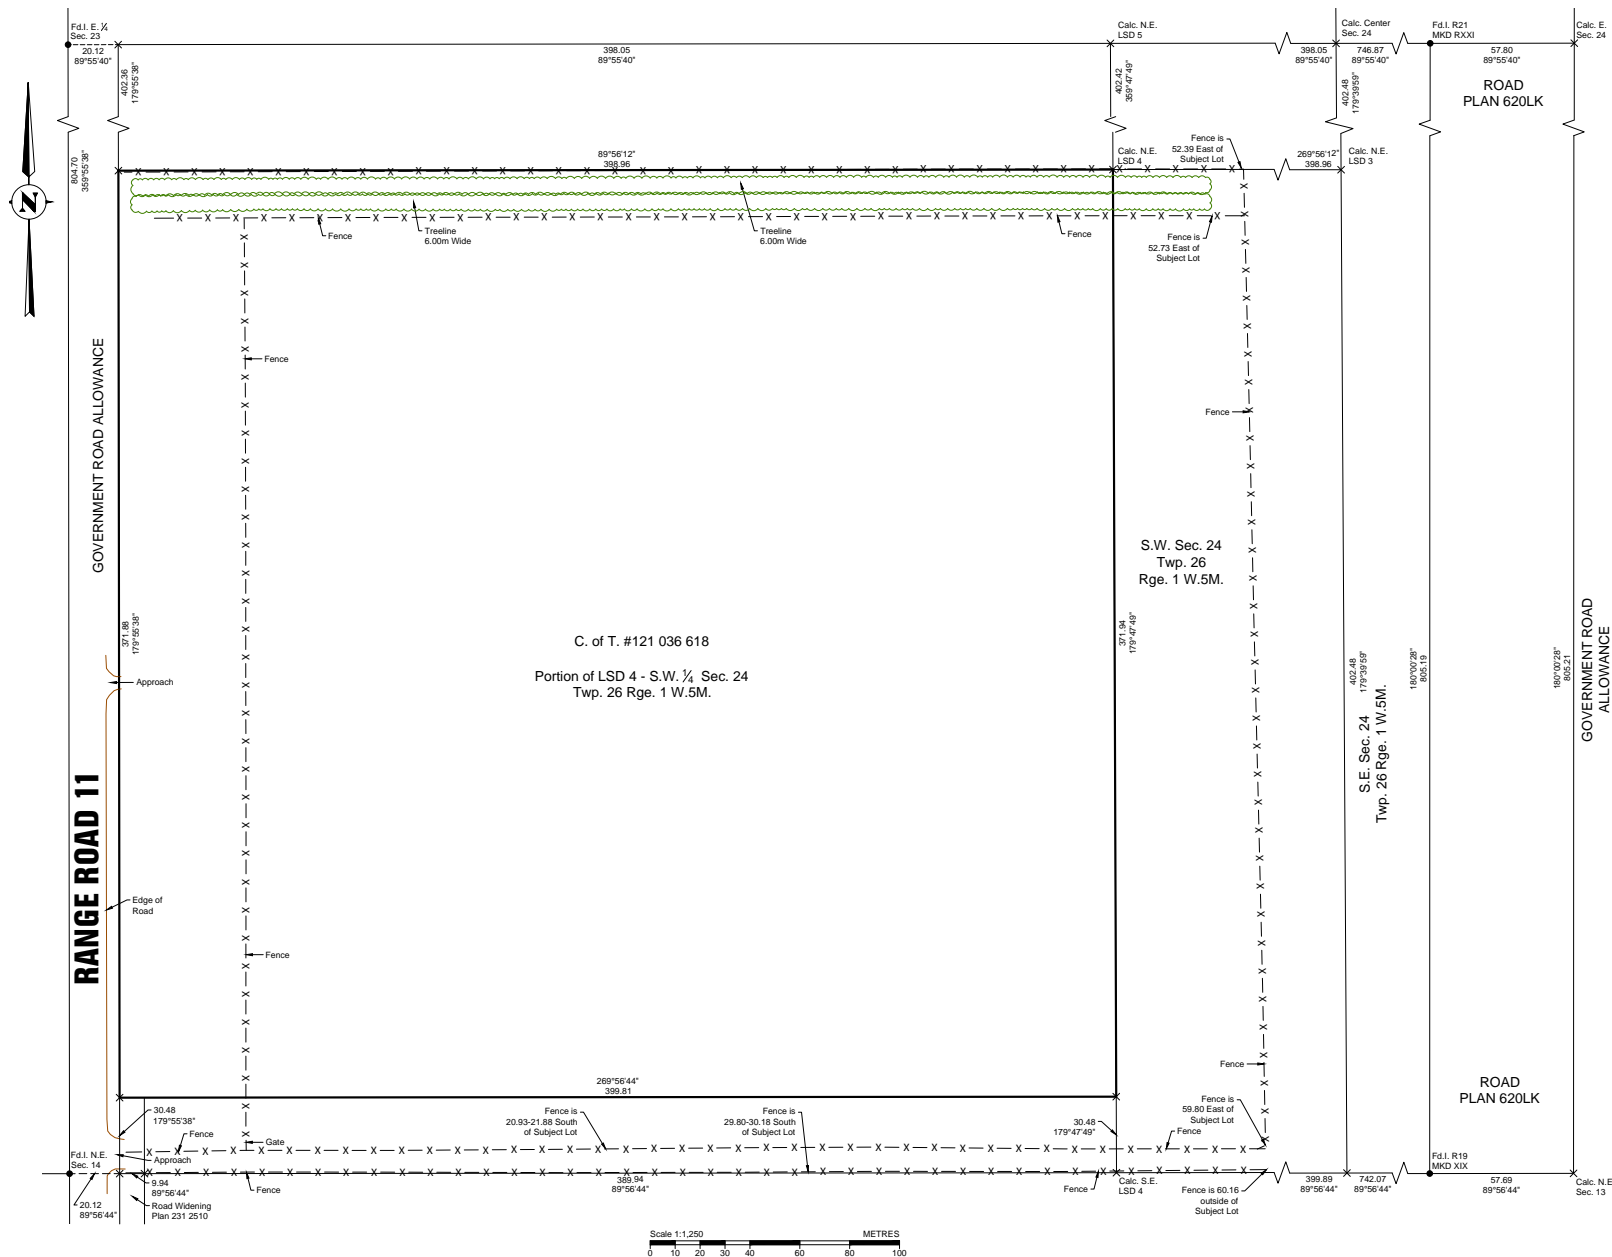 Fd.I. E. ¼
Sec. 23
20.12
89°55'40"
398.05
89°55'40"
Calc. N.E.
LSD 5
398.05
89°55'40"
Calc. Center
Sec. 24
746.87
89°55'40"
Fd.I. R21
MKD RXXI
57.80
89°55'40"
Calc. E.
Sec. 24
402.36
179°55'38"
402.42
359°47'49"
402.48
179°39'59"
ROAD
PLAN 620LK
N
804.70
359°55'38"
89°56'12"
398.96
Calc. N.E.
LSD 4
Fence is
52.39 East of
Subject Lot
269°56'12"
398.96
Calc. N.E.
LSD 3
Fence
Treeline
6.00m Wide
Treeline
6.00m Wide
Fence
Fence is
52.73 East of
Subject Lot
GOVERNMENT ROAD ALLOWANCE
Fence
Fence
S.W. Sec. 24
Twp. 26
Rge. 1 W.5M.
371.88
179°55'38"
C. of T. #121 036 618
Portion of LSD 4 - S.W. ¼ Sec. 24
Twp. 26 Rge. 1 W.5M.
371.94
179°47'49"
402.48
179°39'59"
S.E. Sec. 24
Twp. 26 Rge. 1 W.5M.
180°00'28"
805.19
180°00'28"
805.21
GOVERNMENT ROAD
ALLOWANCE
Approach
RANGE ROAD 11
Edge of
Road
Fence
Fence
269°56'44"
399.81
ROAD
PLAN 620LK
30.48
179°55'38"
Fence
Gate
Fence is
20.93-21.88 South
of Subject Lot
Fence is
29.80-30.18 South
of Subject Lot
30.48
179°47'49"
Fence is
59.80 East of
Subject Lot
Fence
Fd.I. N.E.
Sec. 14
Approach
9.94
89°56'44"
20.12
89°56'44"
Road Widening
Plan 231 2510
Fence
389.94
89°56'44"
Fence
Calc. S.E.
LSD 4
Fence is 60.16
outside of
Subject Lot
399.89
89°56'44"
742.07
89°56'44"
Fd.I. R19
MKD XIX
57.69
89°56'44"
Calc. N.E
Sec. 13
Scale 1:1,250
METRES
0 10 20 30 40 60 80 100